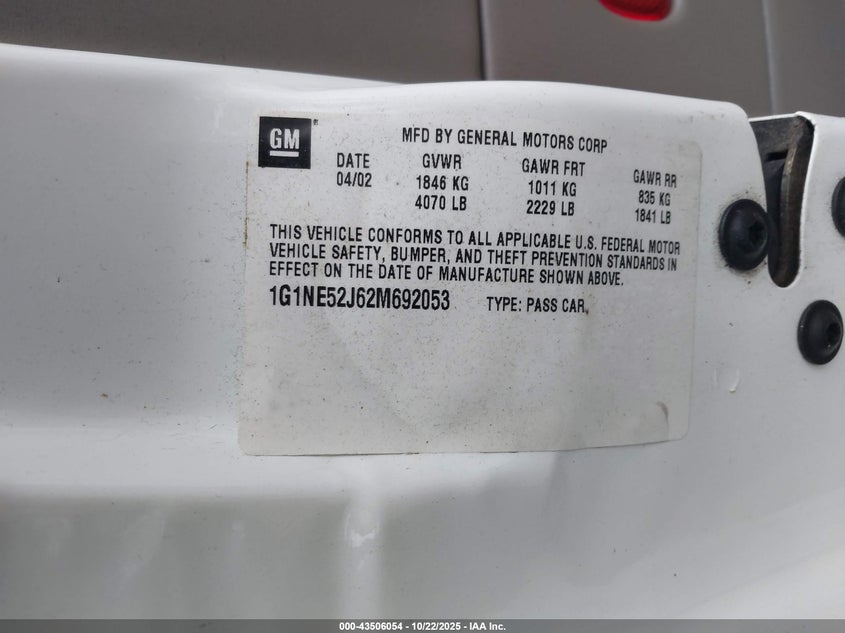 GM®
MFD BY GENERAL MOTORS CORP
DATE GVWR GAWR FRT GAWR RR
04/02 1846 KG 1011 KG 835 KG
4070 LB 2229 LB 1841 LB
THIS VEHICLE CONFORMS TO ALL APPLICABLE U.S. FEDERAL MOTOR
VEHICLE SAFETY, BUMPER, AND THEFT PREVENTION STANDARDS IN
EFFECT ON THE DATE OF MANUFACTURE SHOWN ABOVE.
1G1NE52J62M692053 TYPE: PASS CAR.
000-43506054 - 10/22/2025 - IAA Inc.